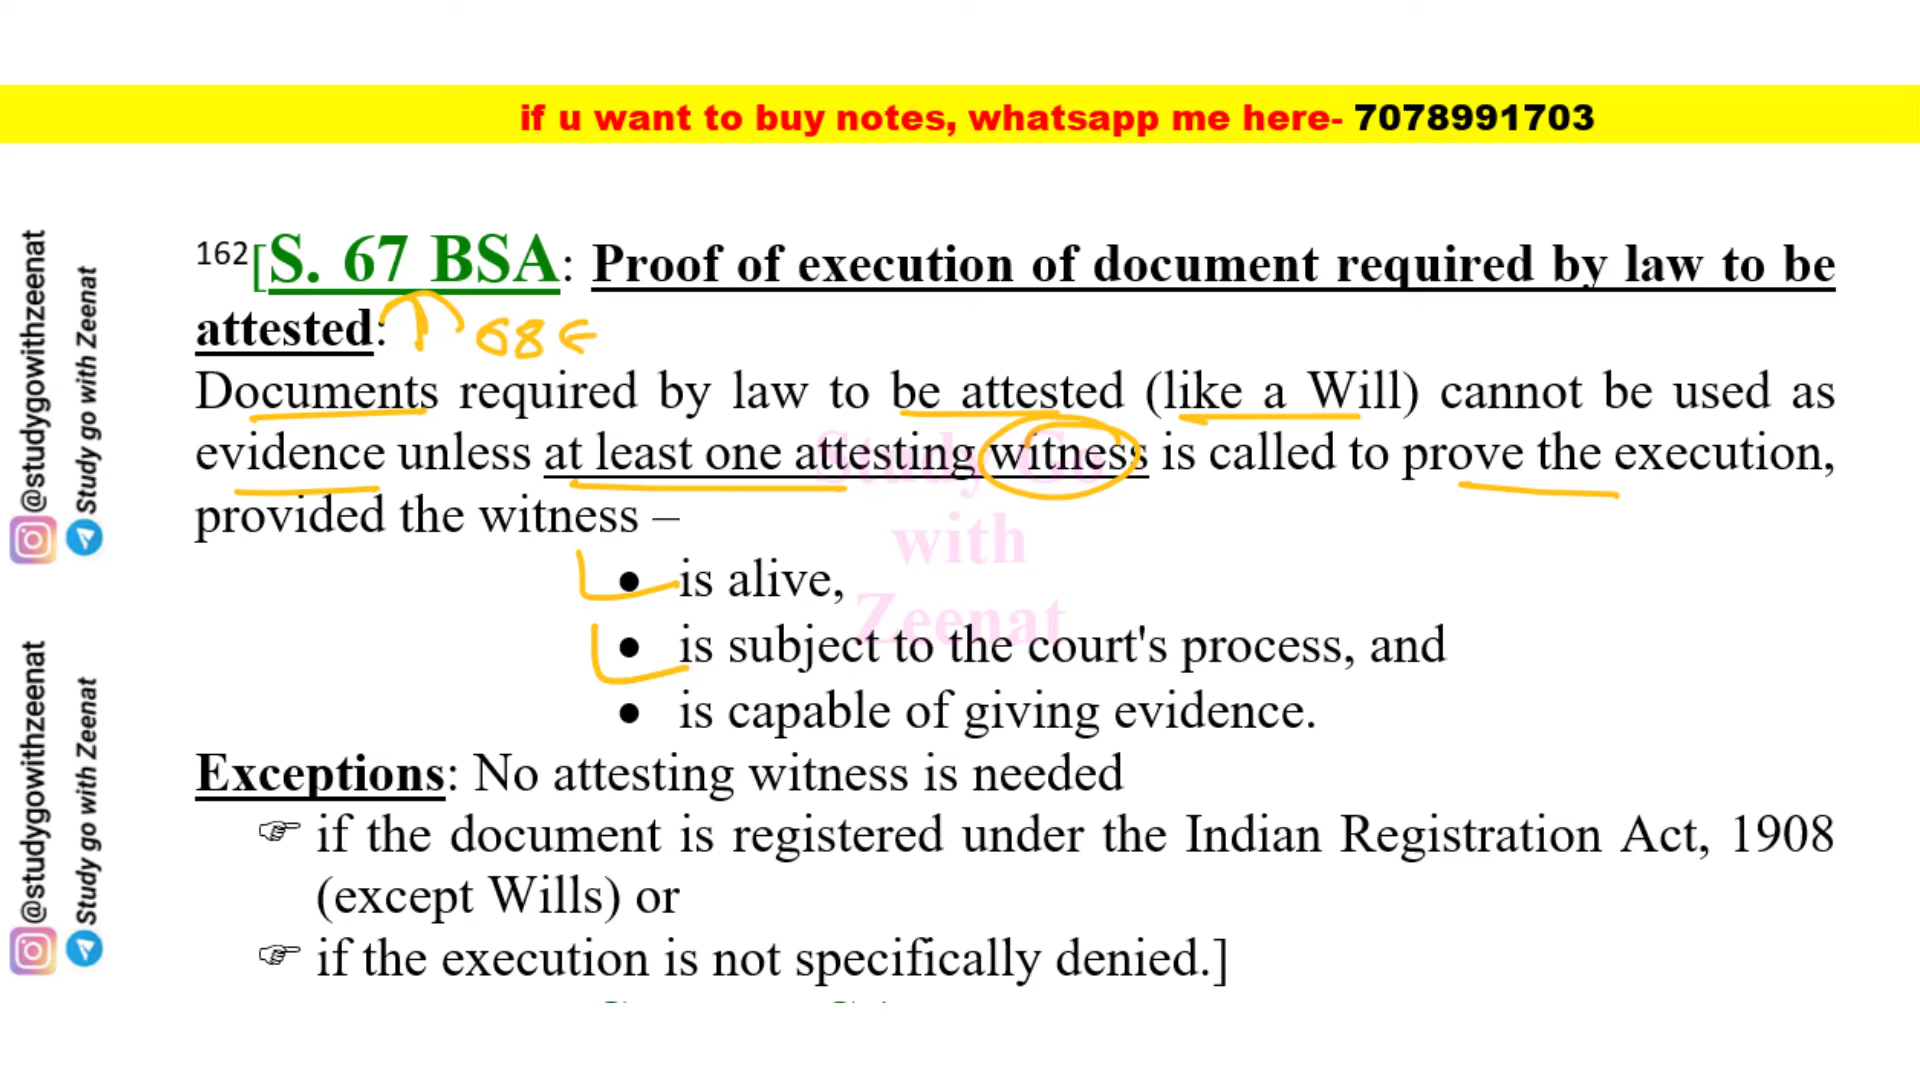 if u want to buy notes, whatsapp me here- 7078991703
162[S. 67 BSA: Proof of execution of document required by law to be
attested:
68 E
Documents required by law to be attested (like a Will) cannot be used as
evidence unless at least one attesting witness is called to prove the execution,
provided the witness –
• is alive,
• is subject to the court's process, and
• is capable of giving evidence.
Exceptions: No attesting witness is needed
☞ if the document is registered under the Indian Registration Act, 1908
(except Wills) or
☞ if the execution is not specifically denied.]
Study Go
with
Zeenat
@studygowithzeenat
Study go with Zeenat
@studygowithzeenat
Study go with Zeenat